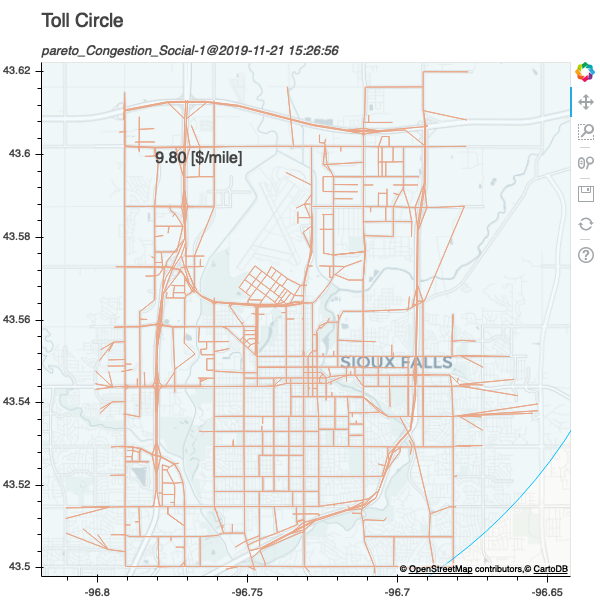 Toll Circle
pareto_Congestion_Social-1@2019-11-21 15:26:56
43.62
43.6
9.80 [$/mile]
43.58
43.56
SIOUX FALLS
43.54
43.52
43.5
© OpenStreetMap contributors,© CartoDB
-96.8 -96.75 -96.7 -96.65